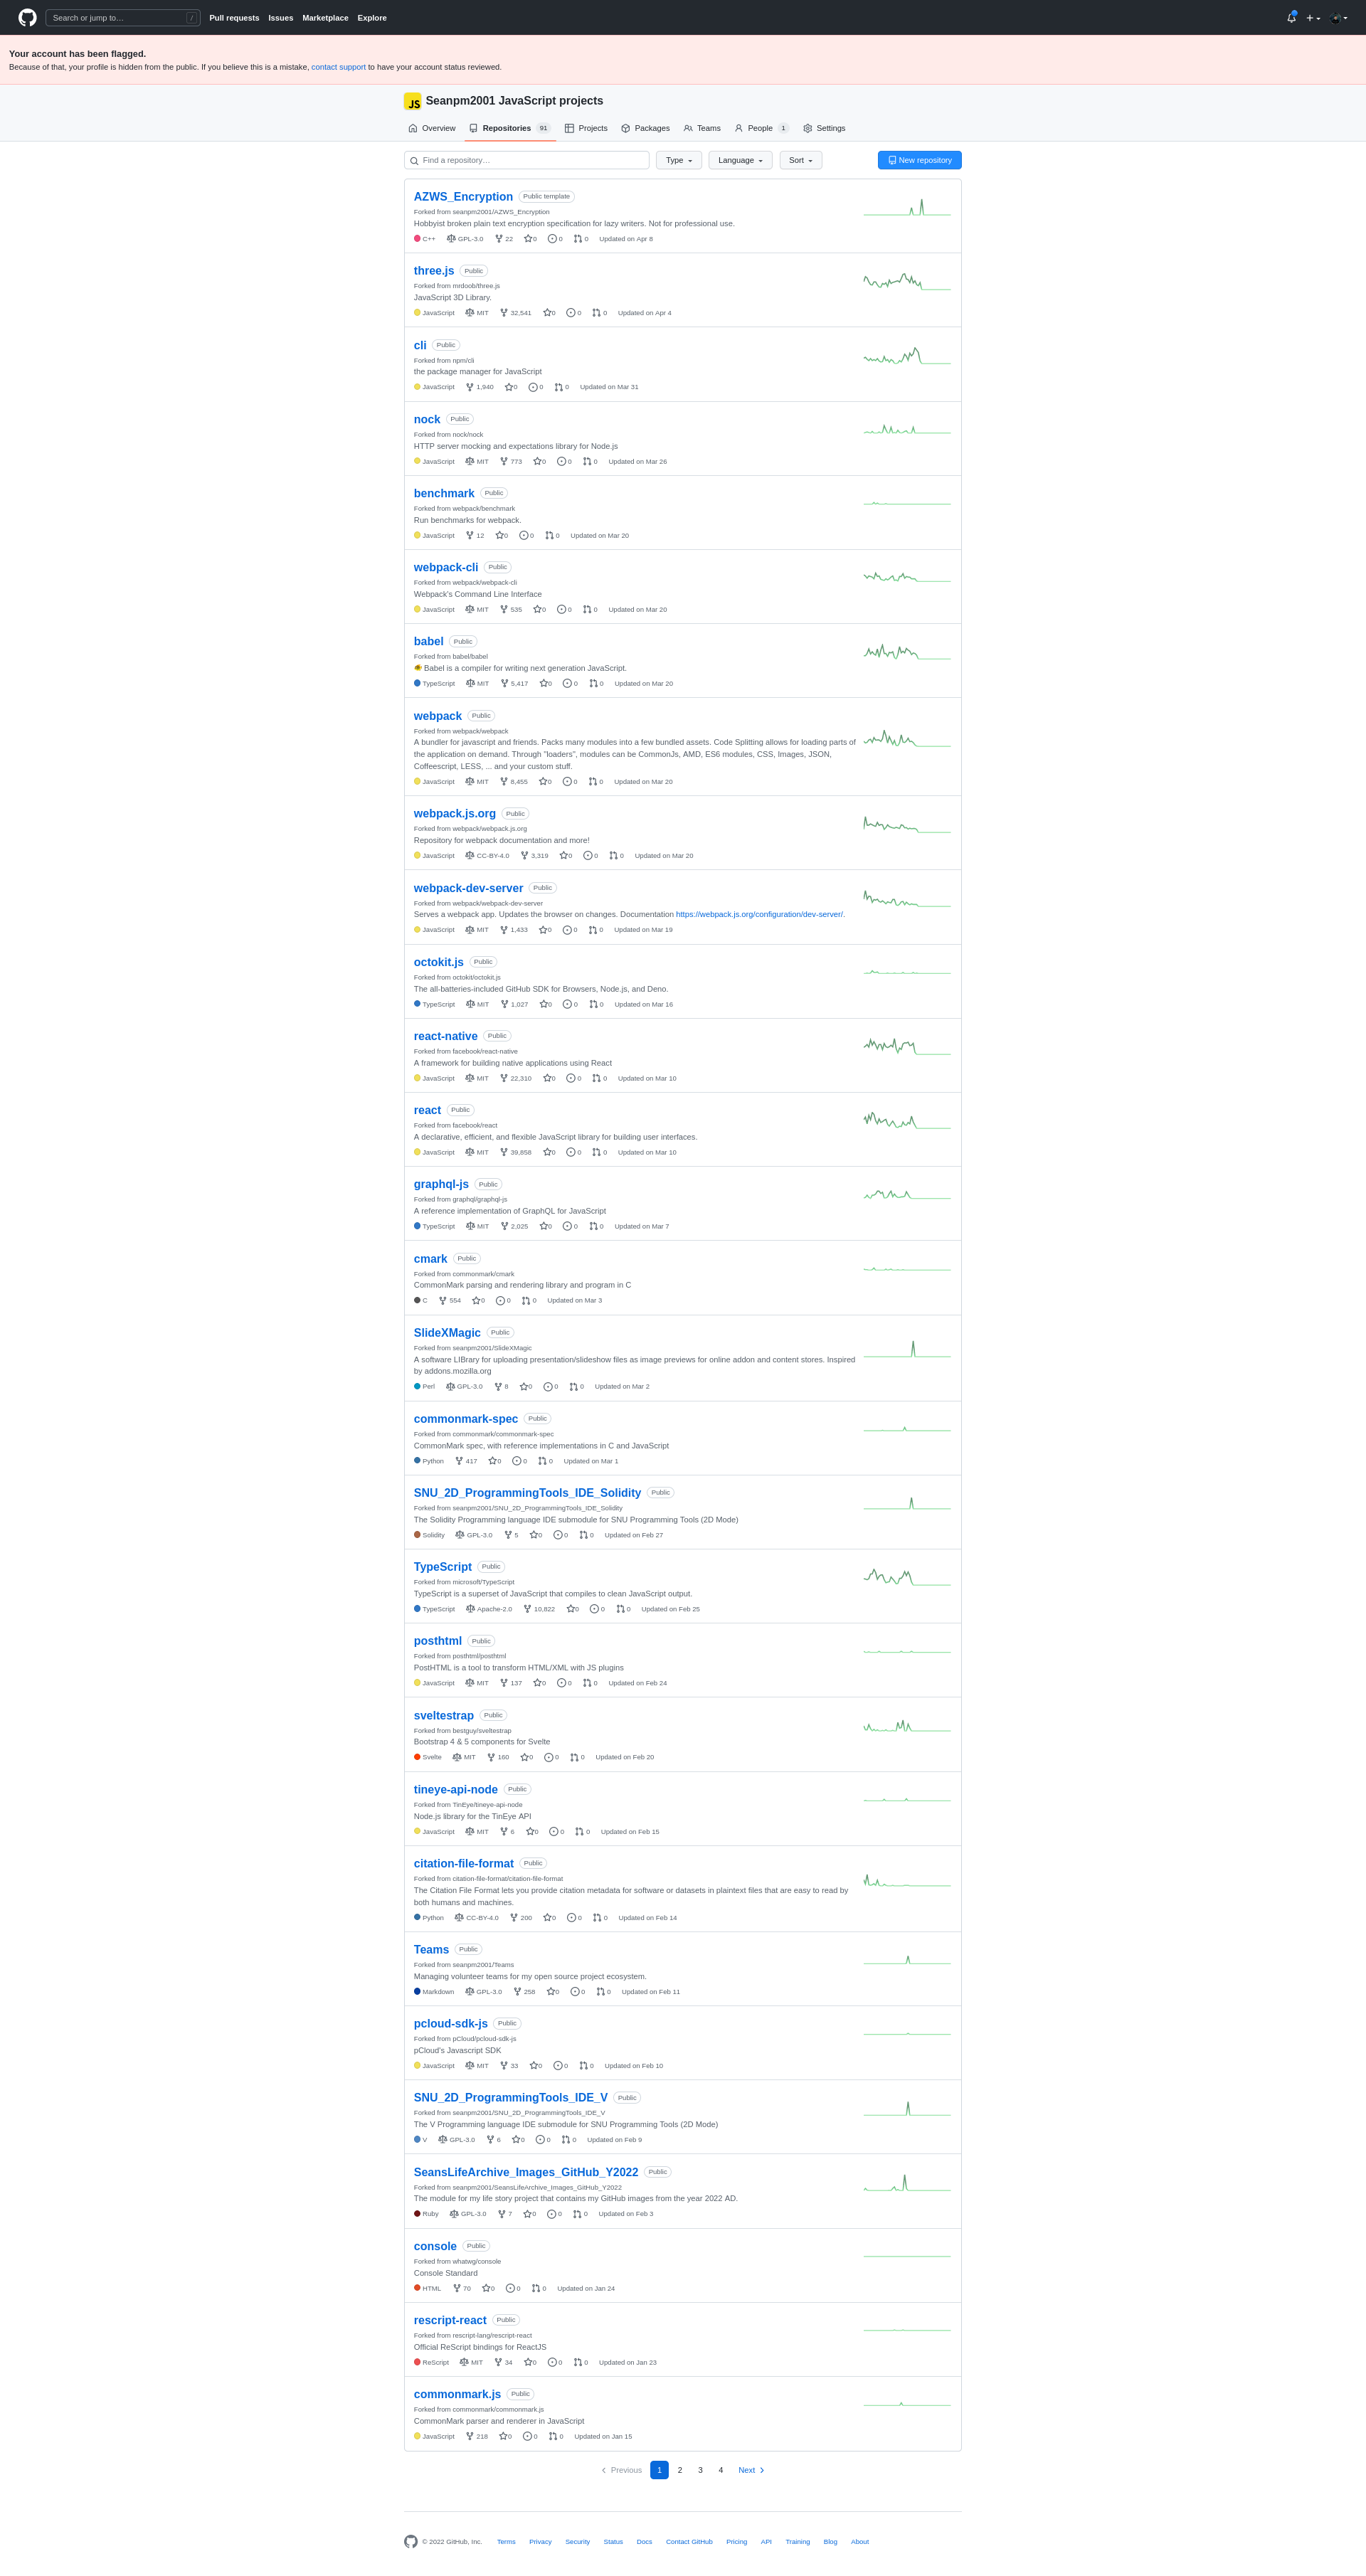 Search or jump to…
/
Pull requests
Issues
Marketplace
Explore
Your account has been flagged.
Because of that, your profile is hidden from the public. If you believe this is a mistake, contact support to have your account status reviewed.
JS
Seanpm2001 JavaScript projects
Overview
Repositories 91
Projects
Packages
Teams
People 1
Settings
Find a repository…
Type
Language
Sort
New repository
AZWS_Encryption Public template
Forked from seanpm2001/AZWS_Encryption
Hobbyist broken plain text encryption specification for lazy writers. Not for professional use.
C++ GPL-3.0 22 0 0 0 Updated on Apr 8
three.js Public
Forked from mrdoob/three.js
JavaScript 3D Library.
JavaScript MIT 32,541 0 0 0 Updated on Apr 4
cli Public
Forked from npm/cli
the package manager for JavaScript
JavaScript 1,940 0 0 0 Updated on Mar 31
nock Public
Forked from nock/nock
HTTP server mocking and expectations library for Node.js
JavaScript MIT 773 0 0 0 Updated on Mar 26
benchmark Public
Forked from webpack/benchmark
Run benchmarks for webpack.
JavaScript 12 0 0 0 Updated on Mar 20
webpack-cli Public
Forked from webpack/webpack-cli
Webpack's Command Line Interface
JavaScript MIT 535 0 0 0 Updated on Mar 20
babel Public
Forked from babel/babel
🐠 Babel is a compiler for writing next generation JavaScript.
TypeScript MIT 5,417 0 0 0 Updated on Mar 20
webpack Public
Forked from webpack/webpack
A bundler for javascript and friends. Packs many modules into a few bundled assets. Code Splitting allows for loading parts of
the application on demand. Through "loaders", modules can be CommonJs, AMD, ES6 modules, CSS, Images, JSON,
Coffeescript, LESS, ... and your custom stuff.
JavaScript MIT 8,455 0 0 0 Updated on Mar 20
webpack.js.org Public
Forked from webpack/webpack.js.org
Repository for webpack documentation and more!
JavaScript CC-BY-4.0 3,319 0 0 0 Updated on Mar 20
webpack-dev-server Public
Forked from webpack/webpack-dev-server
Serves a webpack app. Updates the browser on changes. Documentation https://webpack.js.org/configuration/dev-server/.
JavaScript MIT 1,433 0 0 0 Updated on Mar 19
octokit.js Public
Forked from octokit/octokit.js
The all-batteries-included GitHub SDK for Browsers, Node.js, and Deno.
TypeScript MIT 1,027 0 0 0 Updated on Mar 16
react-native Public
Forked from facebook/react-native
A framework for building native applications using React
JavaScript MIT 22,310 0 0 0 Updated on Mar 10
react Public
Forked from facebook/react
A declarative, efficient, and flexible JavaScript library for building user interfaces.
JavaScript MIT 39,858 0 0 0 Updated on Mar 10
graphql-js Public
Forked from graphql/graphql-js
A reference implementation of GraphQL for JavaScript
TypeScript MIT 2,025 0 0 0 Updated on Mar 7
cmark Public
Forked from commonmark/cmark
CommonMark parsing and rendering library and program in C
C 554 0 0 0 Updated on Mar 3
SlideXMagic Public
Forked from seanpm2001/SlideXMagic
A software LIBrary for uploading presentation/slideshow files as image previews for online addon and content stores. Inspired
by addons.mozilla.org
Perl GPL-3.0 8 0 0 0 Updated on Mar 2
commonmark-spec Public
Forked from commonmark/commonmark-spec
CommonMark spec, with reference implementations in C and JavaScript
Python 417 0 0 0 Updated on Mar 1
SNU_2D_ProgrammingTools_IDE_Solidity Public
Forked from seanpm2001/SNU_2D_ProgrammingTools_IDE_Solidity
The Solidity Programming language IDE submodule for SNU Programming Tools (2D Mode)
Solidity GPL-3.0 5 0 0 0 Updated on Feb 27
TypeScript Public
Forked from microsoft/TypeScript
TypeScript is a superset of JavaScript that compiles to clean JavaScript output.
TypeScript Apache-2.0 10,822 0 0 0 Updated on Feb 25
posthtml Public
Forked from posthtml/posthtml
PostHTML is a tool to transform HTML/XML with JS plugins
JavaScript MIT 137 0 0 0 Updated on Feb 24
sveltestrap Public
Forked from bestguy/sveltestrap
Bootstrap 4 & 5 components for Svelte
Svelte MIT 160 0 0 0 Updated on Feb 20
tineye-api-node Public
Forked from TinEye/tineye-api-node
Node.js library for the TinEye API
JavaScript MIT 6 0 0 0 Updated on Feb 15
citation-file-format Public
Forked from citation-file-format/citation-file-format
The Citation File Format lets you provide citation metadata for software or datasets in plaintext files that are easy to read by
both humans and machines.
Python CC-BY-4.0 200 0 0 0 Updated on Feb 14
Teams Public
Forked from seanpm2001/Teams
Managing volunteer teams for my open source project ecosystem.
Markdown GPL-3.0 258 0 0 0 Updated on Feb 11
pcloud-sdk-js Public
Forked from pCloud/pcloud-sdk-js
pCloud's Javascript SDK
JavaScript MIT 33 0 0 0 Updated on Feb 10
SNU_2D_ProgrammingTools_IDE_V Public
Forked from seanpm2001/SNU_2D_ProgrammingTools_IDE_V
The V Programming language IDE submodule for SNU Programming Tools (2D Mode)
V GPL-3.0 6 0 0 0 Updated on Feb 9
SeansLifeArchive_Images_GitHub_Y2022 Public
Forked from seanpm2001/SeansLifeArchive_Images_GitHub_Y2022
The module for my life story project that contains my GitHub images from the year 2022 AD.
Ruby GPL-3.0 7 0 0 0 Updated on Feb 3
console Public
Forked from whatwg/console
Console Standard
HTML 70 0 0 0 Updated on Jan 24
rescript-react Public
Forked from rescript-lang/rescript-react
Official ReScript bindings for ReactJS
ReScript MIT 34 0 0 0 Updated on Jan 23
commonmark.js Public
Forked from commonmark/commonmark.js
CommonMark parser and renderer in JavaScript
JavaScript 218 0 0 0 Updated on Jan 15
Previous 1 2 3 4 Next
© 2022 GitHub, Inc. Terms Privacy Security Status Docs Contact GitHub Pricing API Training Blog About